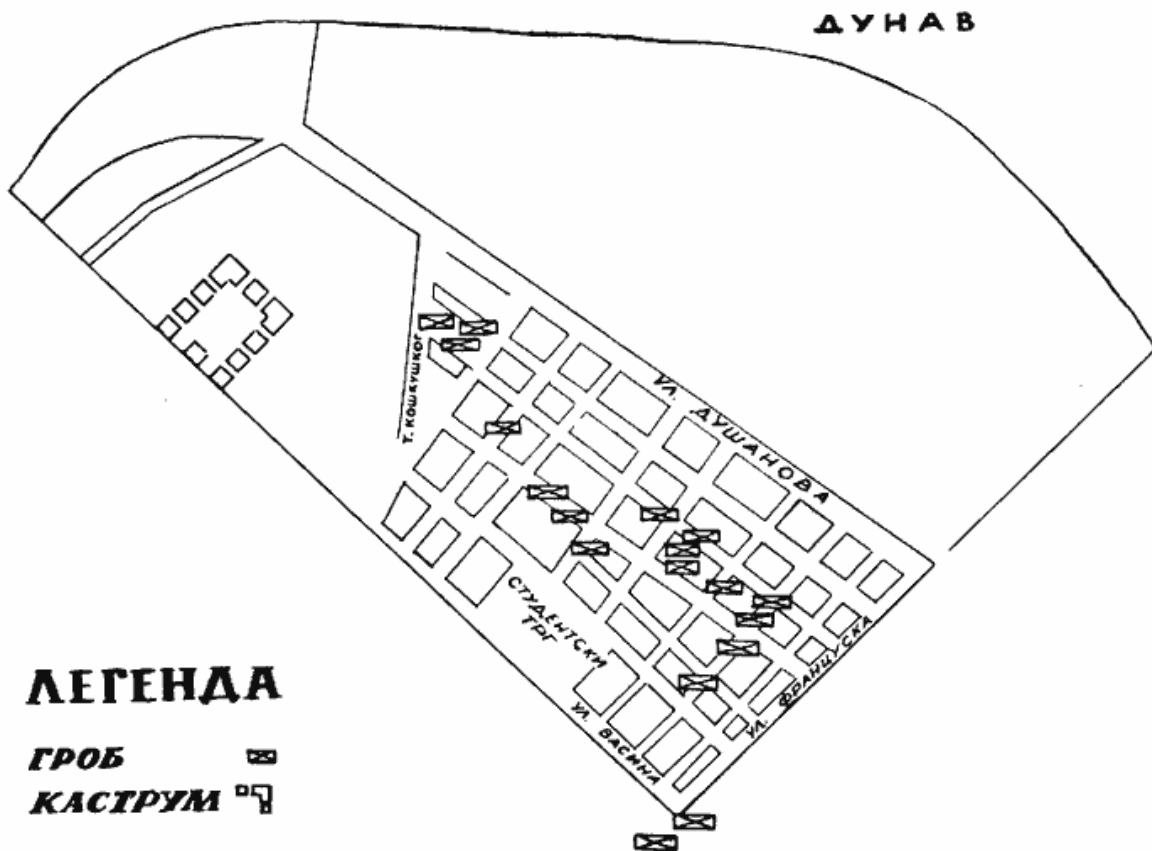 ДУНАВ
Т. КОШКУШКОГ
УЛ. ДУШАНОВА
СТУДЕНТСКИ
ТРГ
УЛ. ФРАНЦУСКА
УЛ. ВАСИНА
ЛЕГЕНДА
ГРОБ
КАСТРУМ